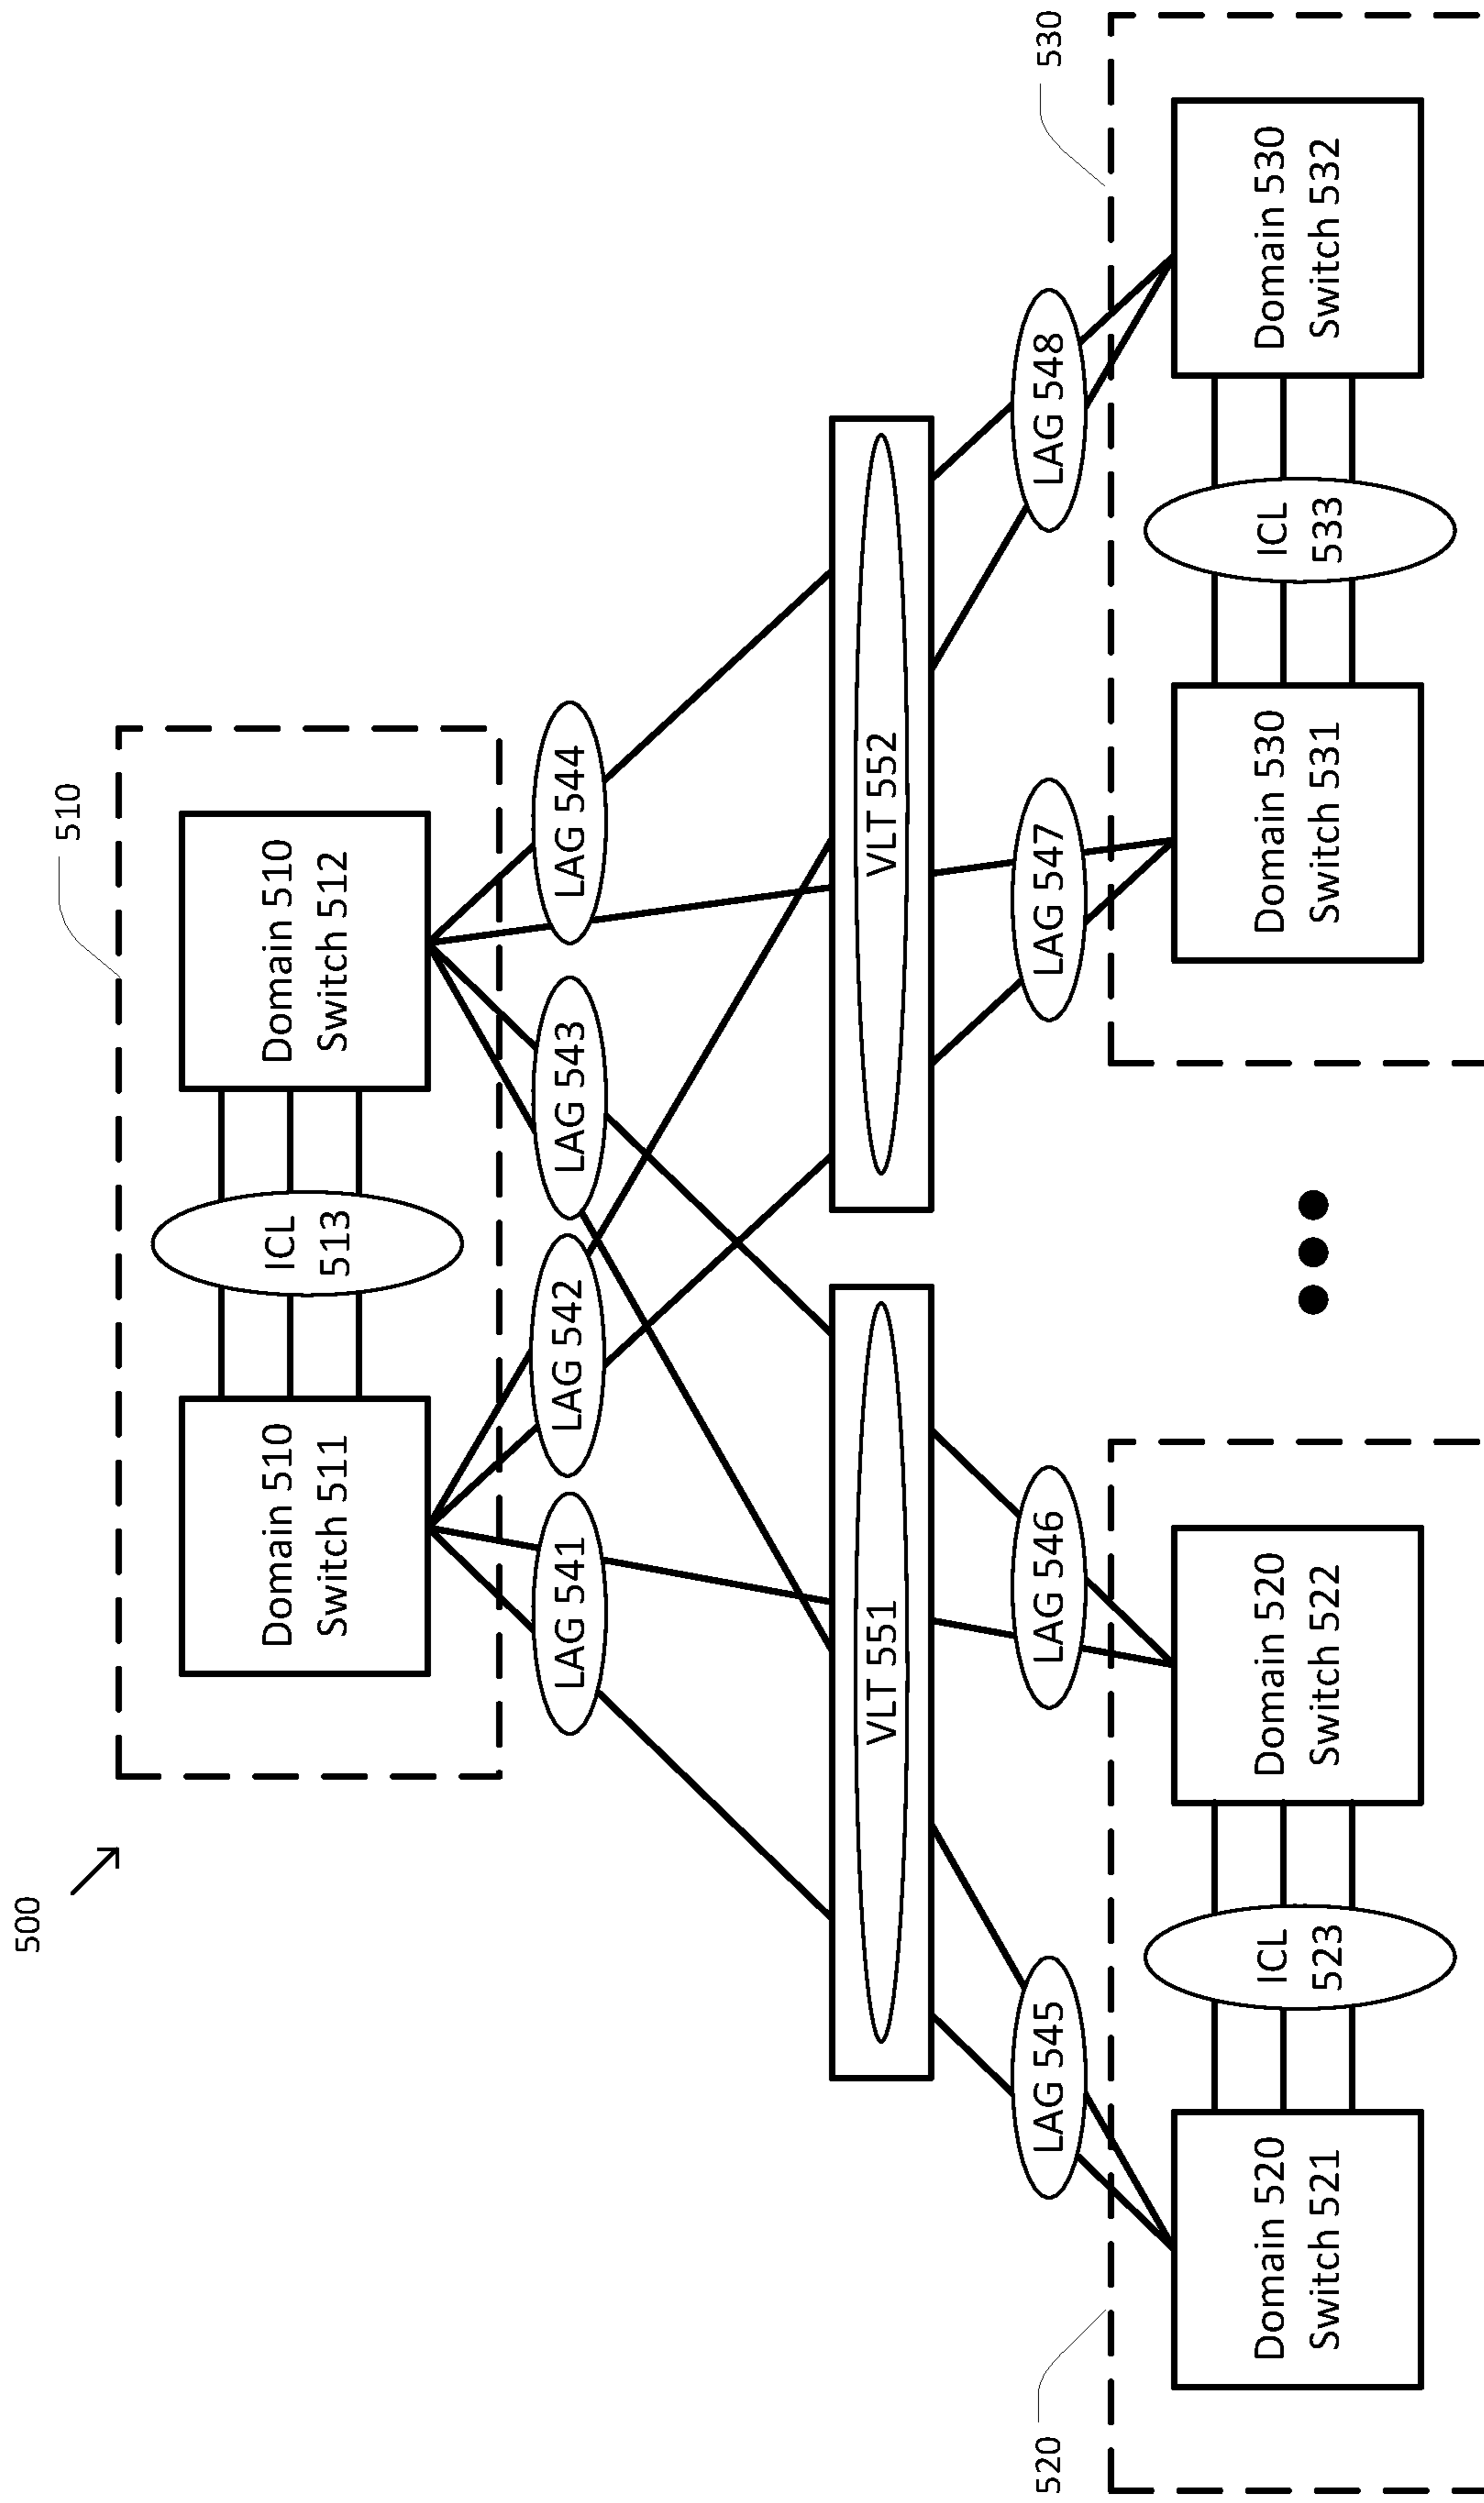 500
510
Domain 510
Switch 511
ICL
513
Domain 510
Switch 512
LAG 541
LAG 542
LAG 543
LAG 544
VLT 551
VLT 552
LAG 545
LAG 546
LAG 547
LAG 548
520
530
Domain 520
Switch 521
ICL
523
Domain 520
Switch 522
Domain 530
Switch 531
ICL
533
Domain 530
Switch 532